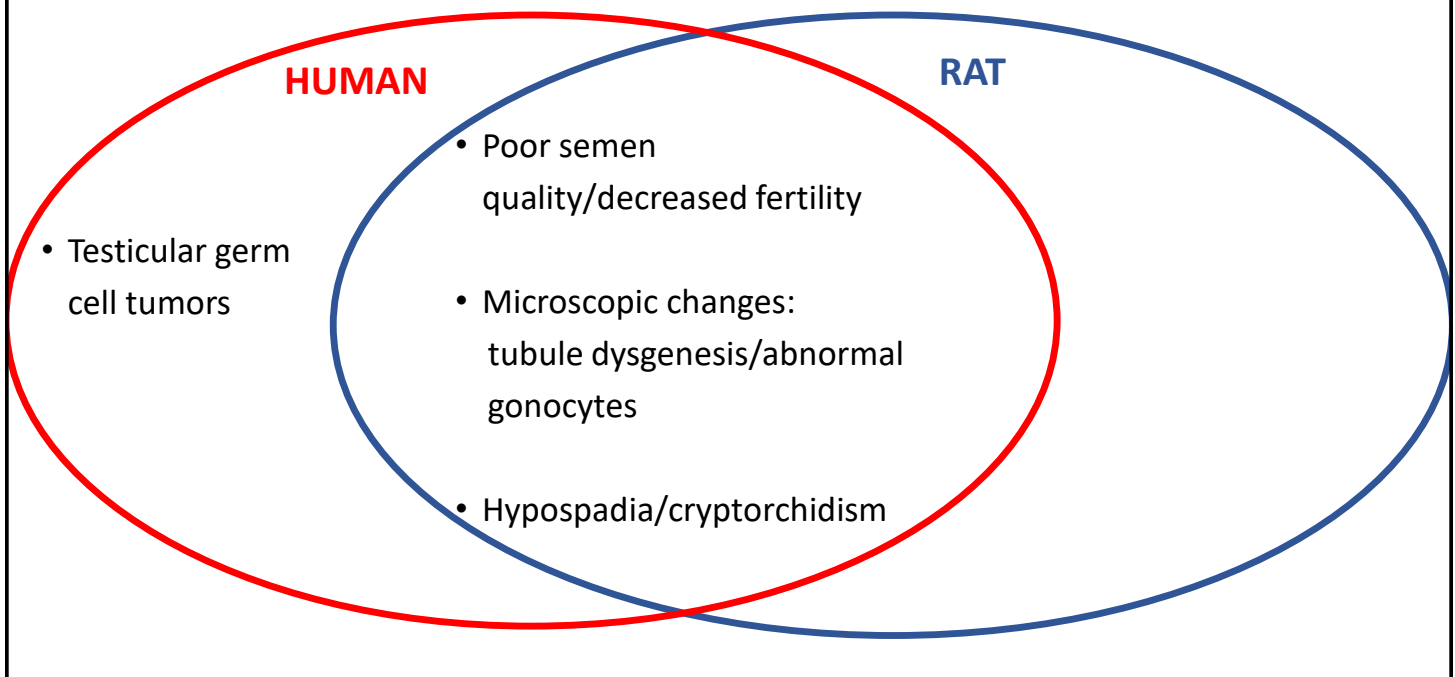 HUMAN
RAT
• Poor semen
quality/decreased fertility
• Testicular germ
cell tumors
• Microscopic changes:
tubule dysgenesis/abnormal
gonocytes
• Hypospadia/cryptorchidism